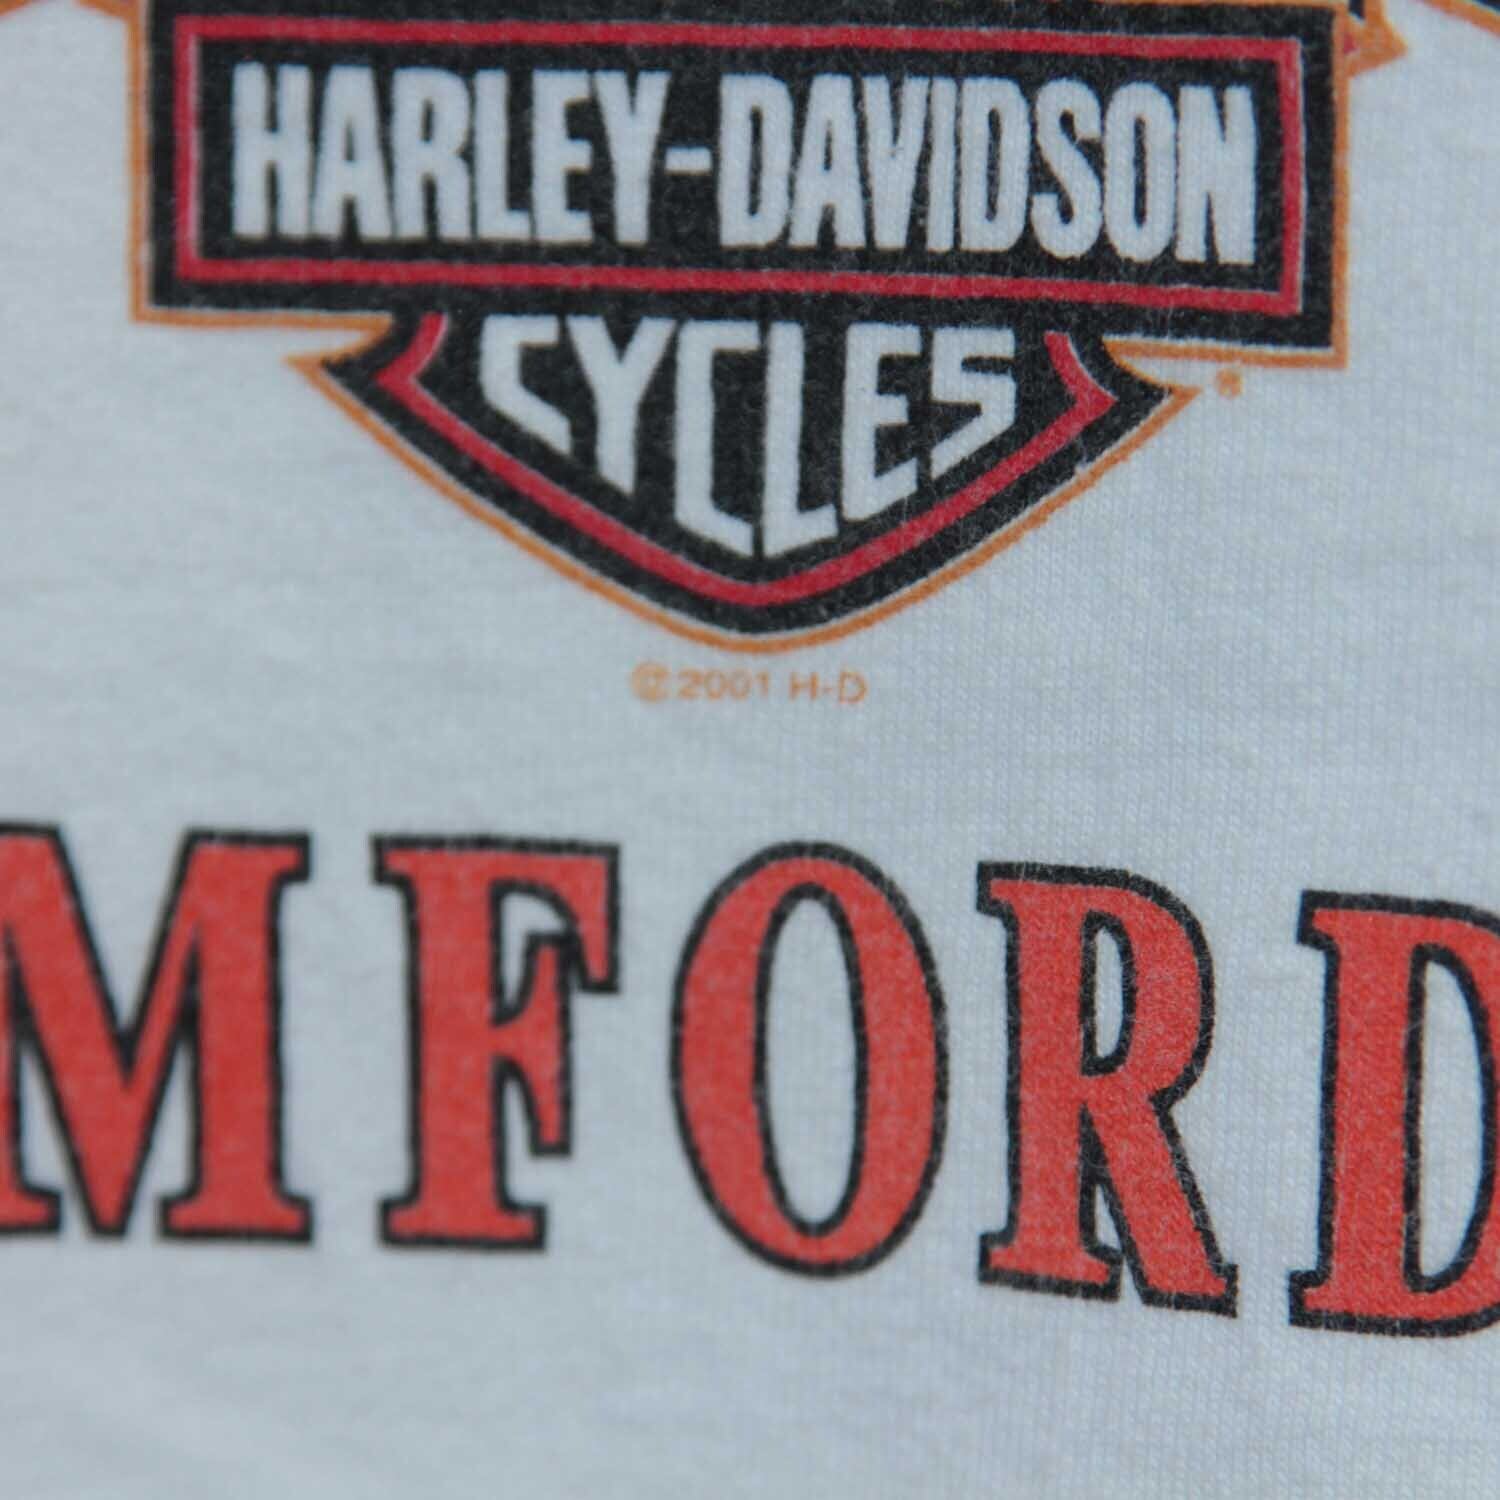 HARLEY-DAVIDSON
CYCLES
©2001 H-D
MFORD